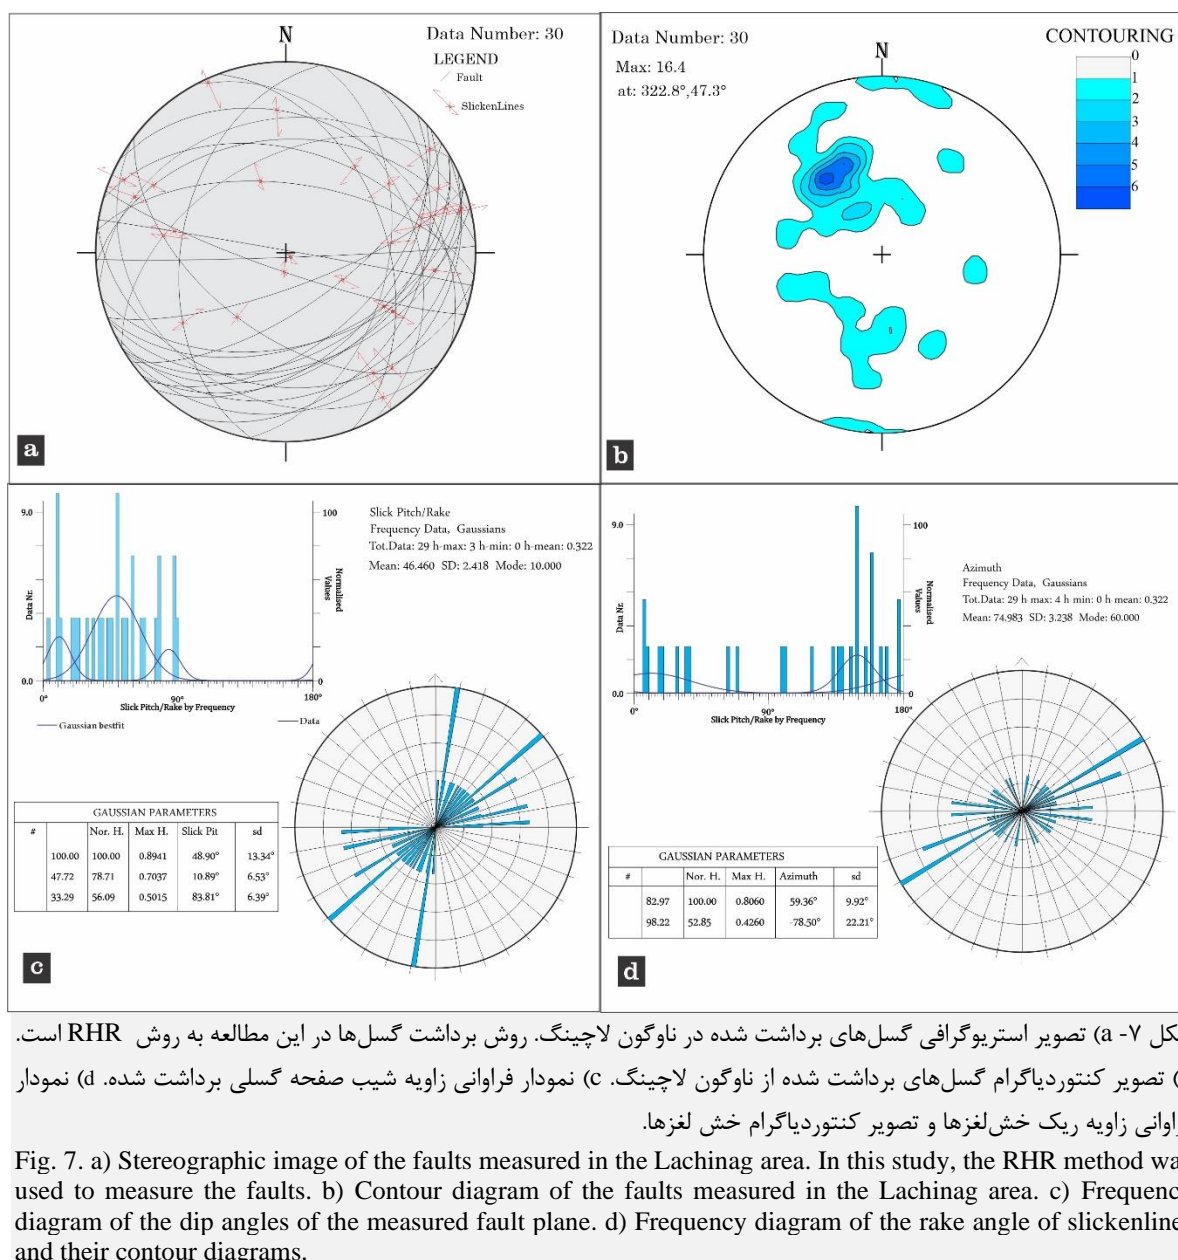 N
Data Number: 30
LEGEND
Fault
SlickenLines
a
Data Number: 30
Max: 16.4
at: 322.8°,47.3°
N
CONTOURING
0
1
2
3
4
5
6
b
9.0
0.0
Data Nr.
100
0
Normalised
Values
0°
90°
180°
Slick Pitch/Rake by Frequency
Gaussian bestfit
Data
Slick Pitch/Rake
Frequency Data, Gaussians
Tot.Data: 29 h-max: 3 h-min: 0 h-mean: 0.322
Mean: 46.460 SD: 2.418 Mode: 10.000
GAUSSIAN PARAMETERS
# Nor. H. Max H. Slick Pit sd
100.00 100.00 0.8941 48.90° 13.34°
47.72 78.71 0.7037 10.89° 6.53°
33.29 56.09 0.5015 83.81° 6.39°
c
9.0
0.0
Data Nr.
100
0
Normalised
Values
0°
90°
180°
Slick Pitch/Rake by Frequency
Azimuth
Frequency Data, Gaussians
Tot.Data: 29 h max: 4 h min: 0 h-mean: 0.322
Mean: 74.983 SD: 3.238 Mode: 60.000
GAUSSIAN PARAMETERS
# Nor. H. Max H. Azimuth sd
82.97 100.00 0.8060 59.36° 9.92°
98.22 52.85 0.4260 -78.50° 22.21°
d
کل ۷- a) تصویر استریوگرافی گسل‌های برداشت شده در ناوگون لاچینگ. روش برداشت گسل‌ها در این مطالعه به روش RHR است.
) تصویر کنتوردیاگرام گسل‌های برداشت شده از ناوگون لاچینگ. c) نمودار فراوانی زاویه شیب صفحه گسلی برداشت شده. d) نمودار
راوانی زاویه ریک خش‌لغزها و تصویر کنتوردیاگرام خش لغزها.
Fig. 7. a) Stereographic image of the faults measured in the Lachinag area. In this study, the RHR method wa
used to measure the faults. b) Contour diagram of the faults measured in the Lachinag area. c) Frequenc
diagram of the dip angles of the measured fault plane. d) Frequency diagram of the rake angle of slickenline
and their contour diagrams.